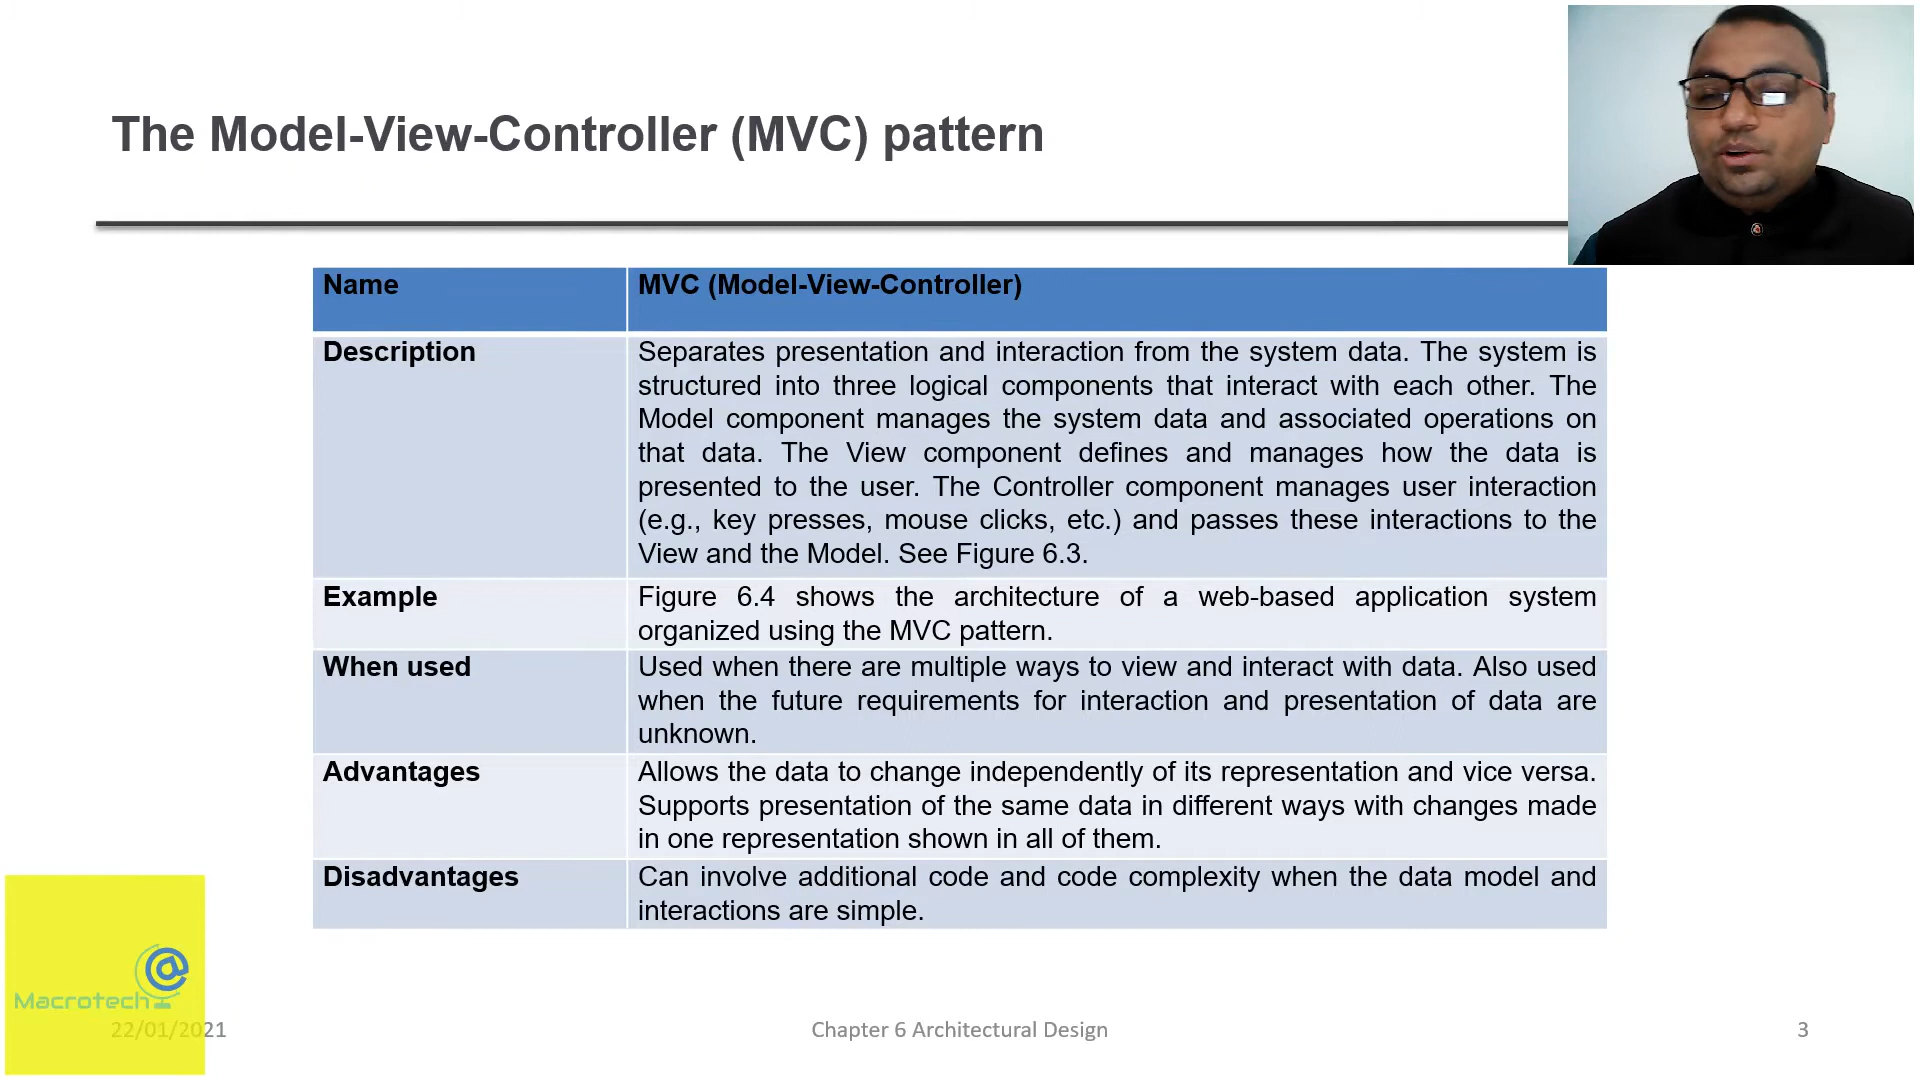 The Model-View-Controller (MVC) pattern
Name
MVC (Model-View-Controller)
Description
Separates presentation and interaction from the system data. The system is
structured into three logical components that interact with each other. The
Model component manages the system data and associated operations on
that data. The View component defines and manages how the data is
presented to the user. The Controller component manages user interaction
(e.g., key presses, mouse clicks, etc.) and passes these interactions to the
View and the Model. See Figure 6.3.
Example
Figure 6.4 shows the architecture of a web-based application system
organized using the MVC pattern.
When used
Used when there are multiple ways to view and interact with data. Also used
when the future requirements for interaction and presentation of data are
unknown.
Advantages
Allows the data to change independently of its representation and vice versa.
Supports presentation of the same data in different ways with changes made
in one representation shown in all of them.
Disadvantages
Can involve additional code and code complexity when the data model and
interactions are simple.
@
Macrotech
22/01/2021
Chapter 6 Architectural Design
3